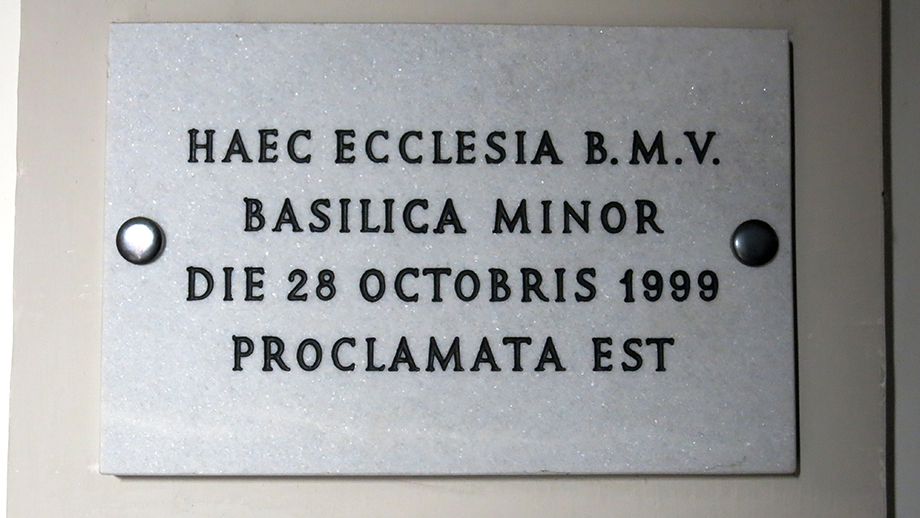 HAEC ECCLESIA B.M.V.
BASILICA MINOR
DIE 28 OCTOBRIS 1999
PROCLAMATA EST